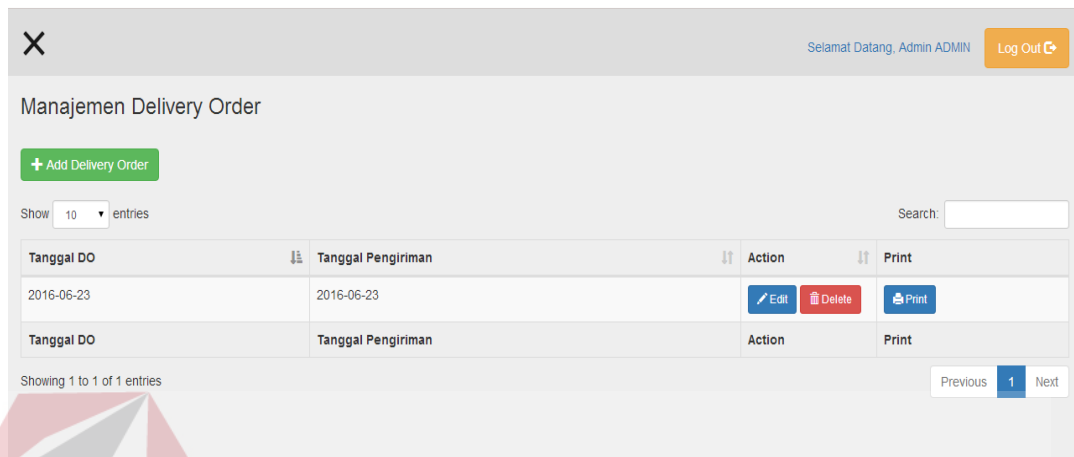 Selamat Datang, Admin ADMIN Log Out
Manajemen Delivery Order
Add Delivery Order
Show 10 entries Search:
Tanggal DO Tanggal Pengiriman Action Print
2016-06-23 2016-06-23 Edit Delete Print
Tanggal DO Tanggal Pengiriman Action Print
Showing 1 to 1 of 1 entries Previous 1 Next